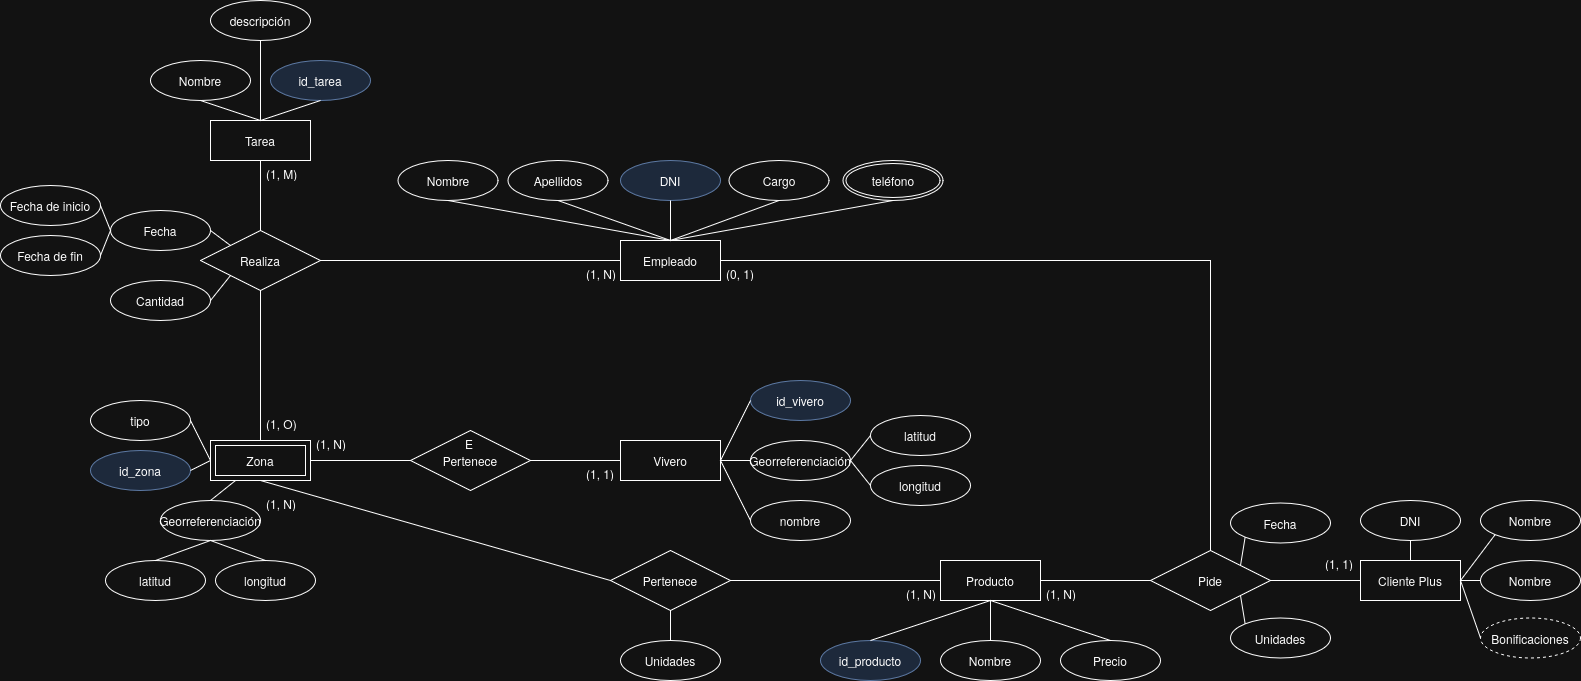 descripción
Nombre
id_tarea
Tarea
(1, M)
Fecha de inicio
Fecha
Fecha de fin
Realiza
Cantidad
Nombre
Apellidos
DNI
Cargo
teléfono
Empleado
(1, N)
(0, 1)
(1, O)
tipo
id_zona
Zona
(1, N)
(1, N)
Georreferenciación
latitud
longitud
E
Pertenece
(1, 1)
Vivero
id_vivero
Georreferenciación
latitud
longitud
nombre
Pertenece
Unidades
(1, N)
Producto
(1, N)
id_producto
Nombre
Precio
Pide
Fecha
Unidades
(1, 1)
Cliente Plus
DNI
Nombre
Nombre
Bonificaciones